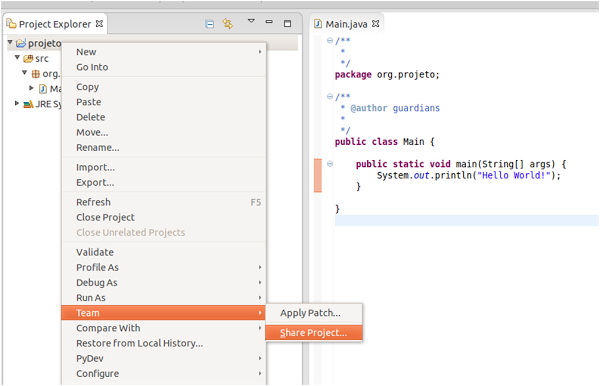 Project Explorer
projeto
src
org.
Ma
JRE Sy
New
Go Into
Copy
Paste
Delete
Move...
Rename...
Import...
Export...
Refresh F5
Close Project
Close Unrelated Projects
Validate
Profile As
Debug As
Run As
Team
Compare With
Restore from Local History...
PyDev
Configure
Apply Patch...
Share Project...
Main.java
/**
*
*/
package org.projeto;
/**
* @author guardians
*
*/
public class Main {
public static void main(String[] args) {
System.out.println("Hello World!");
}
}